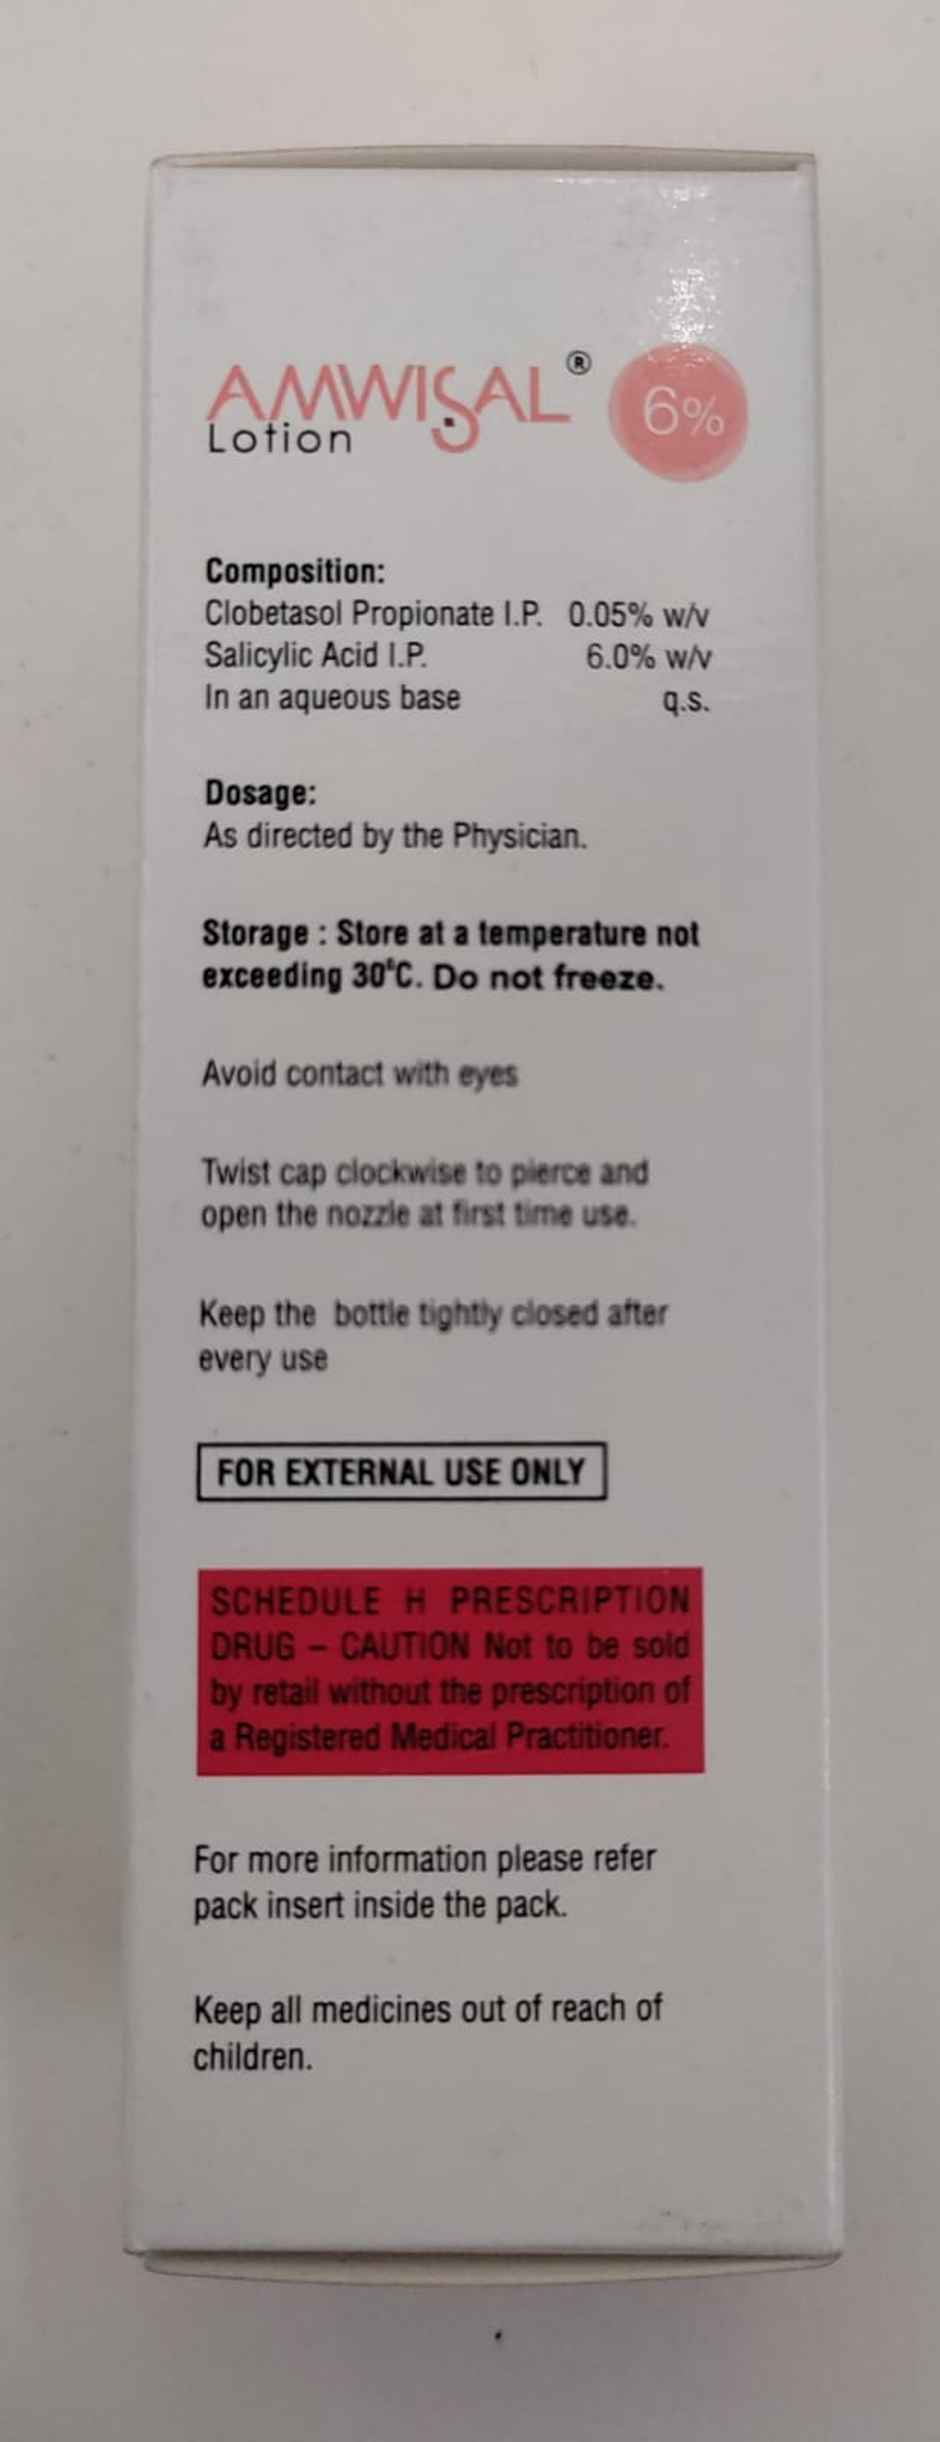 AMWISAL® 6%
Lotion
Composition:
Clobetasol Propionate I.P. 0.05% w/v
Salicylic Acid I.P. 6.0% w/v
In an aqueous base q.s.
Dosage:
As directed by the Physician.
Storage : Store at a temperature not
exceeding 30°C. Do not freeze.
Avoid contact with eyes
Twist cap clockwise to pierce and
open the nozzle at first time use.
Keep the bottle tightly closed after
every use
FOR EXTERNAL USE ONLY
SCHEDULE H PRESCRIPTION
DRUG – CAUTION Not to be sold
by retail without the prescription of
a Registered Medical Practitioner.
For more information please refer
pack insert inside the pack.
Keep all medicines out of reach of
children.